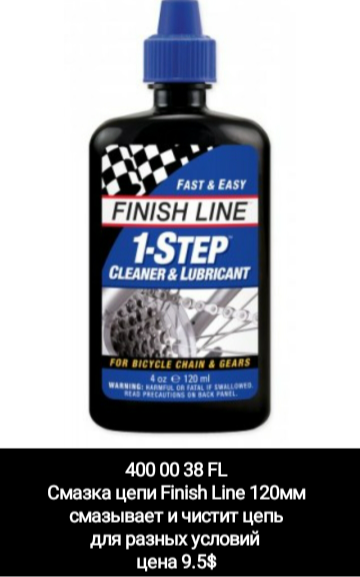 FAST & EASY
FINISH LINE
1-STEP™
CLEANER & LUBRICANT
FOR BICYCLE CHAIN & GEARS
4 oz ℮ 120 ml
WARNING: HARMFUL OR FATAL IF SWALLOWED.
READ PRECAUTIONS ON BACK PANEL.
400 00 38 FL
Смазка цепи Finish Line 120мм
смазывает и чистит цепь
для разных условий
цена 9.5$